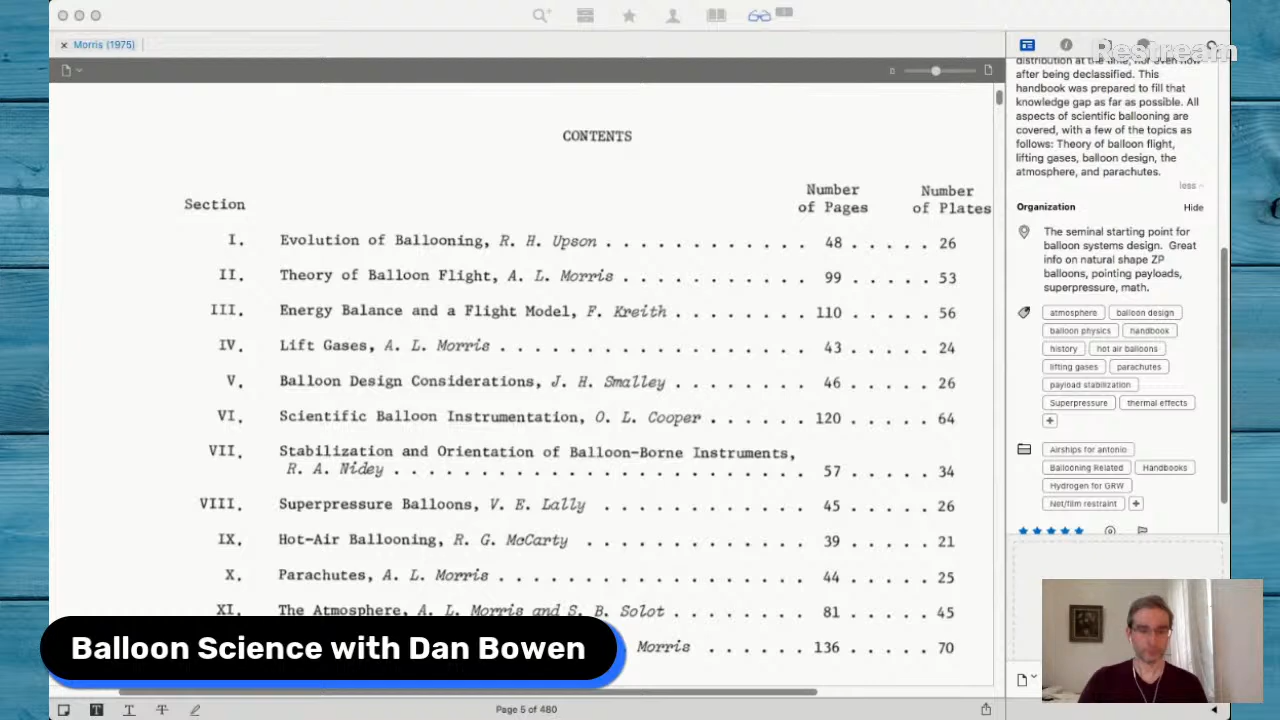 Restream
× Morris (1975)
distribution at the time, nor even now
after being declassified. This
handbook was prepared to fill that
knowledge gap as far as possible. All
aspects of scientific ballooning are
covered, with a few of the topics as
follows: Theory of balloon flight,
lifting gases, balloon design, the
atmosphere, and parachutes.
less
Organization Hide
The seminal starting point for
balloon systems design. Great
info on natural shape ZP
balloons, pointing payloads,
superpressure, math.
atmosphere balloon design
balloon physics handbook
history hot air balloons
lifting gases parachutes
payload stabilization
Superpressure thermal effects
Airships for antonio
Ballooning Related Handbooks
Hydrogen for GRW
Net/film restraint
CONTENTS
Section Number of Pages Number of Plates
I. Evolution of Ballooning, R. H. Upson . . . . . . . . . . . . 48 . . . . . 26
II. Theory of Balloon Flight, A. L. Morris . . . . . . . . . . . 99 . . . . . 53
III. Energy Balance and a Flight Model, F. Kreith . . . . . . . . 110 . . . . . 56
IV. Lift Gases, A. L. Morris . . . . . . . . . . . . . . . . . . 43 . . . . . 24
V. Balloon Design Considerations, J. H. Smalley . . . . . . . . 46 . . . . . 26
VI. Scientific Balloon Instrumentation, O. L. Cooper . . . . . . 120 . . . . . 64
VII. Stabilization and Orientation of Balloon-Borne Instruments,
R. A. Nidey . . . . . . . . . . . . . . . . . . . . . . . . 57 . . . . . 34
VIII. Superpressure Balloons, V. E. Lally . . . . . . . . . . . . 45 . . . . . 26
IX. Hot-Air Ballooning, R. G. McCarty . . . . . . . . . . . . . 39 . . . . . 21
X. Parachutes, A. L. Morris . . . . . . . . . . . . . . . . . . 44 . . . . . 25
XI. The Atmosphere, A. L. Morris and S. B. Solot . . . . . . . . 81 . . . . . 45
Morris . . . . . . 136 . . . . . 70
Balloon Science with Dan Bowen
Page 5 of 480